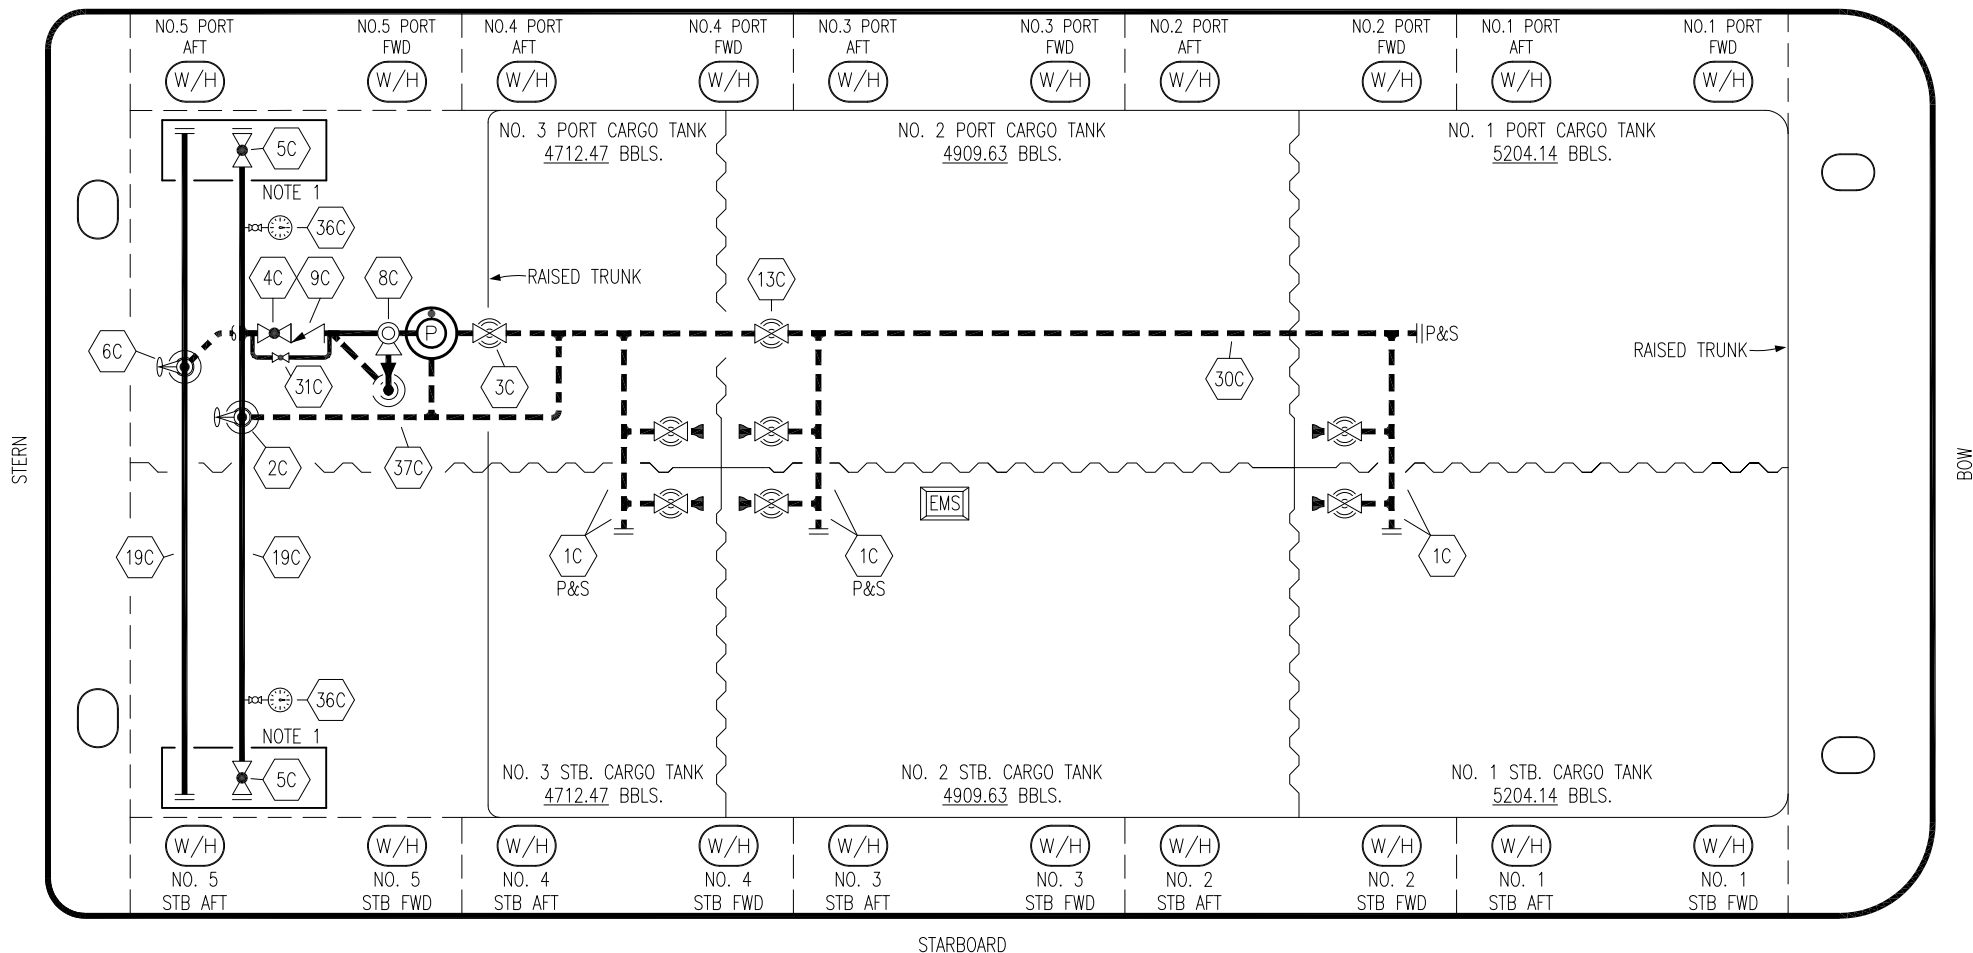 NO.5 PORT
AFT
NO.5 PORT
FWD
NO.4 PORT
AFT
NO.4 PORT
FWD
NO.3 PORT
AFT
NO.3 PORT
FWD
NO.2 PORT
AFT
NO.2 PORT
FWD
NO.1 PORT
AFT
NO.1 PORT
FWD
W/H
W/H
W/H
W/H
W/H
W/H
W/H
W/H
W/H
W/H
NO. 3 PORT CARGO TANK
4712.47 BBLS.
NO. 2 PORT CARGO TANK
4909.63 BBLS.
NO. 1 PORT CARGO TANK
5204.14 BBLS.
5C
NOTE 1
36C
4C
9C
8C
RAISED TRUNK
13C
P
P&S
6C
31C
3C
30C
RAISED TRUNK
2C
37C
STERN
BOW
EMS
19C
19C
1C
P&S
1C
P&S
1C
36C
NOTE 1
5C
NO. 3 STB. CARGO TANK
4712.47 BBLS.
NO. 2 STB. CARGO TANK
4909.63 BBLS.
NO. 1 STB. CARGO TANK
5204.14 BBLS.
W/H
W/H
W/H
W/H
W/H
W/H
W/H
W/H
W/H
W/H
NO. 5
STB AFT
NO. 5
STB FWD
NO. 4
STB AFT
NO. 4
STB FWD
NO. 3
STB AFT
NO. 3
STB FWD
NO. 2
STB AFT
NO. 2
STB FWD
NO. 1
STB AFT
NO. 1
STB FWD
STARBOARD